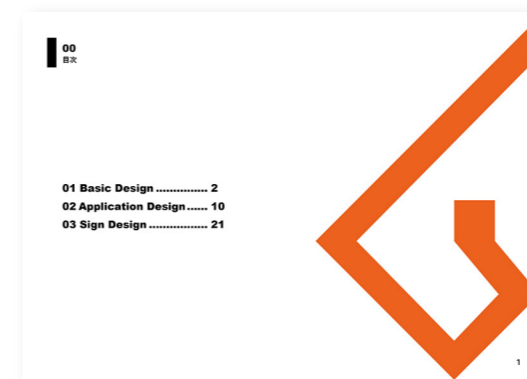 00
目次
01 Basic Design ............... 2
02 Application Design ...... 10
03 Sign Design ................. 21
1